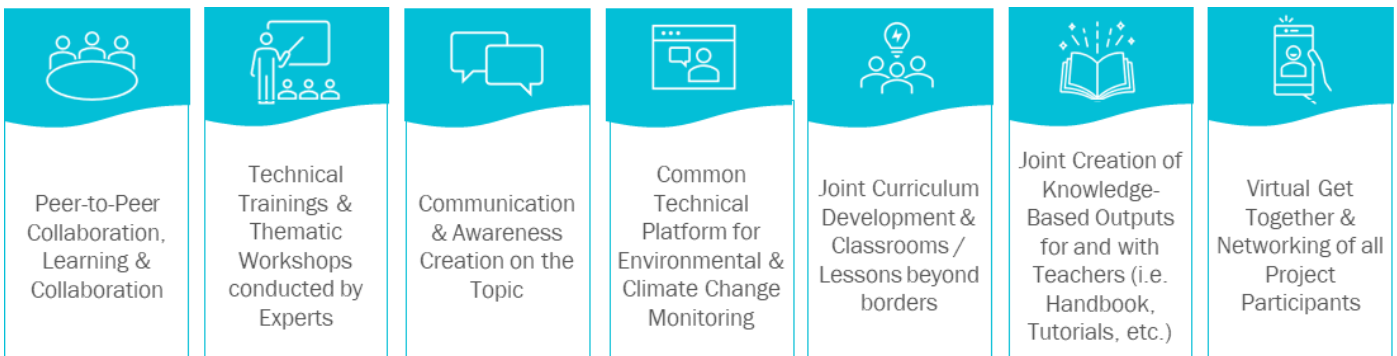 Peer-to-Peer
Collaboration,
Learning &
Collaboration
Technical
Trainings &
Thematic
Workshops
conducted by
Experts
Communication
& Awareness
Creation on the
Topic
Common
Technical
Platform for
Environmental &
Climate Change
Monitoring
Joint Curriculum
Development &
Classrooms /
Lessons beyond
borders
Joint Creation of
Knowledge-
Based Outputs
for and with
Teachers (i.e.
Handbook,
Tutorials, etc.)
Virtual Get
Together &
Networking of all
Project
Participants